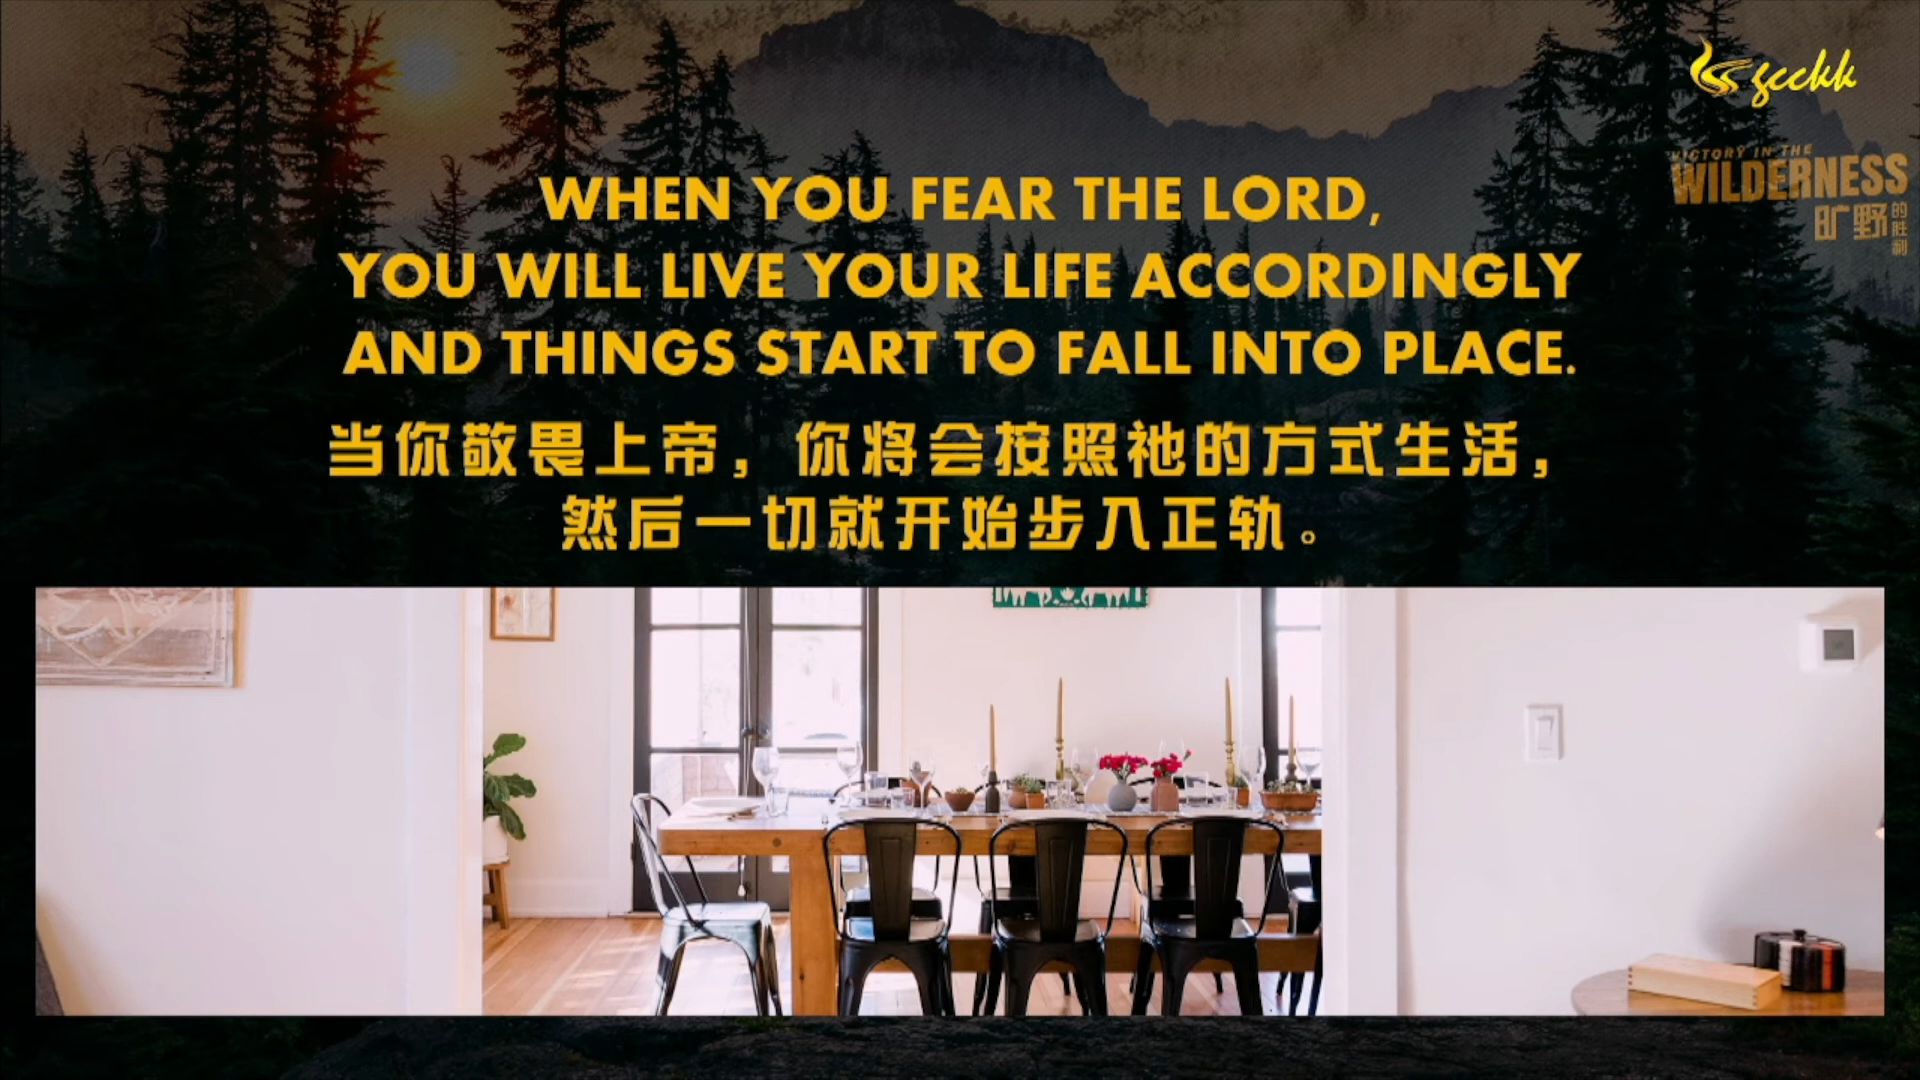 gcckk
VICTORY IN THE
WILDERNESS
旷野的胜利
WHEN YOU FEAR THE LORD,
YOU WILL LIVE YOUR LIFE ACCORDINGLY
AND THINGS START TO FALL INTO PLACE.
当你敬畏上帝，你将会按照祂的方式生活，
然后一切就开始步入正轨。